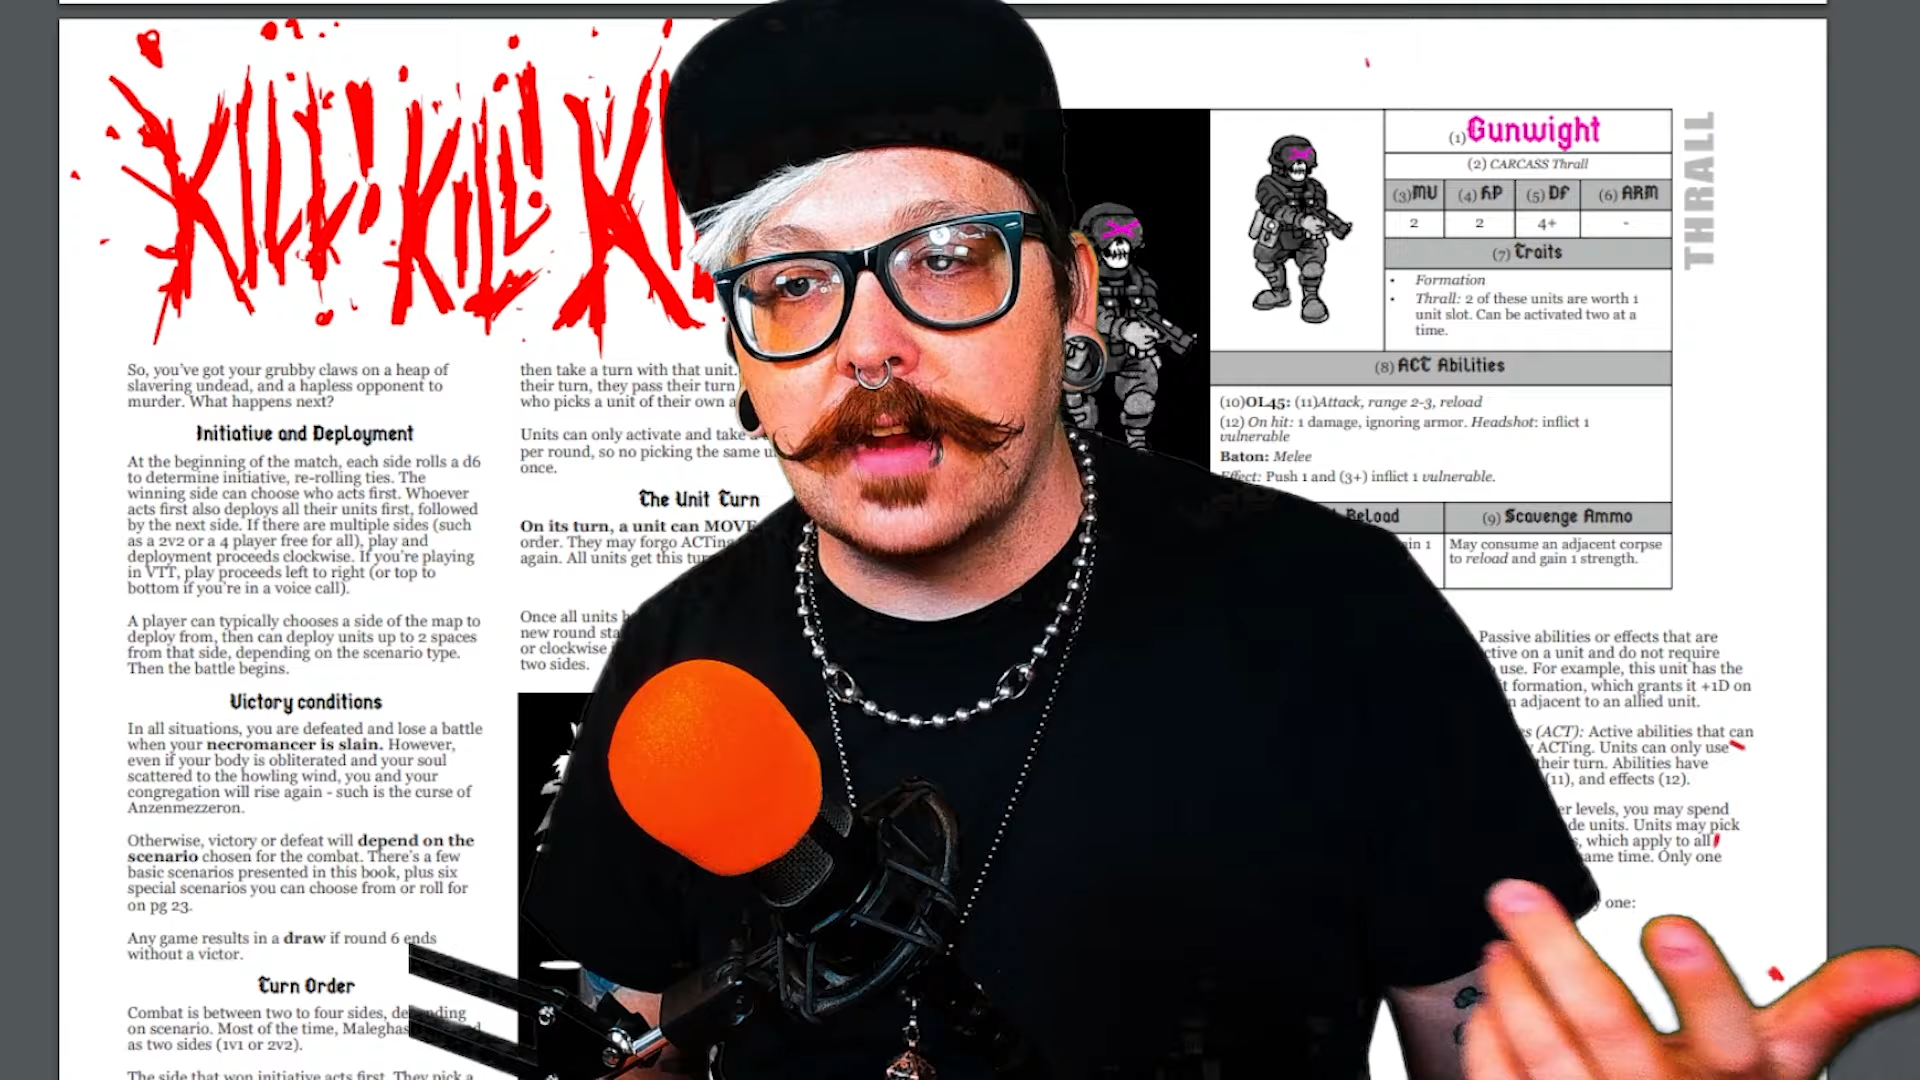 KILL! KILL!
So, you've got your grubby claws on a heap of
slavering undead, and a hapless opponent to
murder. What happens next?
Initiative and Deployment
At the beginning of the match, each side rolls a d6
to determine initiative, re-rolling ties. The
winning side can choose who acts first. Whoever
acts first also deploys all their units first, followed
by the next side. If there are multiple sides (such
as a 2v2 or a 4 player free for all), play and
deployment proceeds clockwise. If you're playing
in VTT, play proceeds left to right (or top to
bottom if you're in a voice call).
A player can typically chooses a side of the map to
deploy from, then can deploy units up to 2 spaces
from that side, depending on the scenario type.
Then the battle begins.
Victory conditions
In all situations, you are defeated and lose a battle
when your necromancer is slain. However,
even if your body is obliterated and your soul
scattered to the howling wind, you and your
congregation will rise again - such is the curse of
Anzenmezzeron.
Otherwise, victory or defeat will depend on the
scenario chosen for the combat. There's a few
basic scenarios presented in this book, plus six
special scenarios you can choose from or roll for
on pg 23.
Any game results in a draw if round 6 ends
without a victor.
Turn Order
Combat is between two to four sides, depending
on scenario. Most of the time,
as two sides (1v1 or 2v2).
The side that won initiative acts first. They pick a
then take a turn with that unit.
their turn, they pass their turn
who picks a unit of their own
Units can only activate and take
per round, so no picking the same
once.
The Unit Turn
On its turn, a unit can MOVE
order. They may forgo ACTing
again. All units get this
Once all units
new round
or clockwise
two sides.
(1)Gunwight
(2) CARCASS Thrall
(3)MV (4) HP (5) DF (6) ARM
2 2 4+ -
(7) Traits
• Formation
• Thrall: 2 of these units are worth 1
unit slot. Can be activated two at a
time.
THRALL
(8) ACT Abilities
(10)OL45: (11)Attack, range 2-3, reload
(12) On hit: 1 damage, ignoring armor. Headshot: inflict 1
vulnerable
Baton: Melee
Effect: Push 1 and (3+) inflict 1 vulnerable.
Reload
1
(9) Scavenge Ammo
May consume an adjacent corpse
to reload and gain 1 strength.
Passive abilities or effects that are
on a unit and do not require
use. For example, this unit has the
formation, which grants it +1D on
adjacent to an allied unit.
(ACT): Active abilities that can
ACTing. Units can only use
their turn. Abilities have
(11), and effects (12).
levels, you may spend
units. Units may pick
which apply to all
same time. Only one
one: